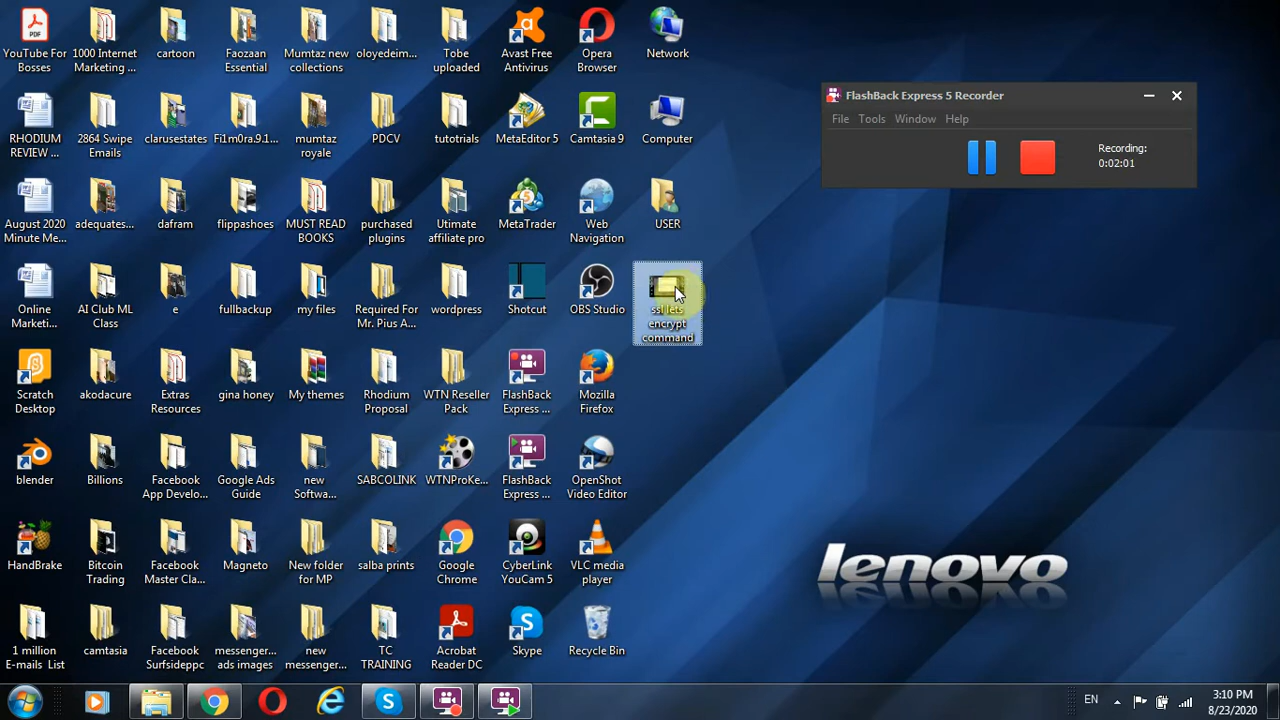 YouTube For
Bosses
1000 Internet
Marketing ...
cartoon
Faozaan
Essential
Mumtaz new
collections
oloyedeim...
Tobe
uploaded
Avast Free
Antivirus
Opera
Browser
Network
RHODIUM
REVIEW ...
2864 Swipe
Emails
clarusestates
Fi1m0ra.9.1...
mumtaz
royale
PDCV
tutotrials
MetaEditor 5
Camtasia 9
Computer
August 2020
Minute Me...
adequates...
dafram
flippashoes
MUST READ
BOOKS
purchased
plugins
Utimate
affiliate pro
MetaTrader
Web
Navigation
USER
Online
Marketi...
AI Club ML
Class
e
fullbackup
my files
Required For
Mr. Pius A...
wordpress
Shotcut
OBS Studio
ssl lets
encrypt
command
Scratch
Desktop
akodacure
Extras
Resources
gina honey
My themes
Rhodium
Proposal
WTN Reseller
Pack
FlashBack
Express ...
Mozilla
Firefox
blender
Billions
Facebook
App Develo...
Google Ads
Guide
new
Softwa...
SABCOLINK
WTNProKe...
FlashBack
Express ...
OpenShot
Video Editor
HandBrake
Bitcoin
Trading
Facebook
Master Cla...
Magneto
New folder
for MP
salba prints
Google
Chrome
CyberLink
YouCam 5
VLC media
player
1 million
E-mails List
camtasia
Facebook
Surfsideppc
messenger...
ads images
new
messenger...
TC
TRAINING
Acrobat
Reader DC
Skype
Recycle Bin
FlashBack Express 5 Recorder
File Tools Window Help
Recording:
0:02:01
lenovo
EN
3:10 PM
8/23/2020